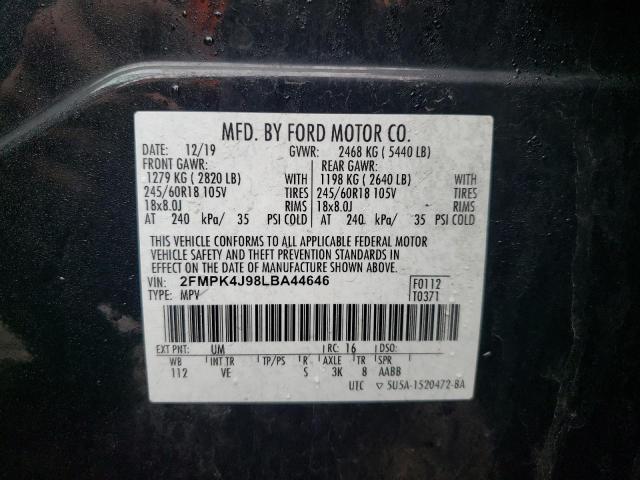 MFD. BY FORD MOTOR CO.
DATE: 12/19 GVWR: 2468 KG ( 5440 LB)
FRONT GAWR: REAR GAWR:
1279 KG ( 2820 LB) WITH 1198 KG ( 2640 LB) WITH
245/60R18 105V TIRES 245/60R18 105V TIRES
18x8.0J RIMS 18x8.0J RIMS
AT 240 kPa/ 35 PSI COLD AT 240 kPa/ 35 PSI COLD
THIS VEHICLE CONFORMS TO ALL APPLICABLE FEDERAL MOTOR
VEHICLE SAFETY AND THEFT PREVENTION STANDARDS IN
EFFECT ON THE DATE OF MANUFACTURE SHOWN ABOVE.
VIN: 2FMPK4J98LBA44646 F0112
TYPE: MPV T0371
EXT PNT: UM RC: 16 DSO:
WB INT TR TP/PS R AXLE TR SPR
112 VE S 3K 8 AABB
UTC 5U5A-1520472-BA